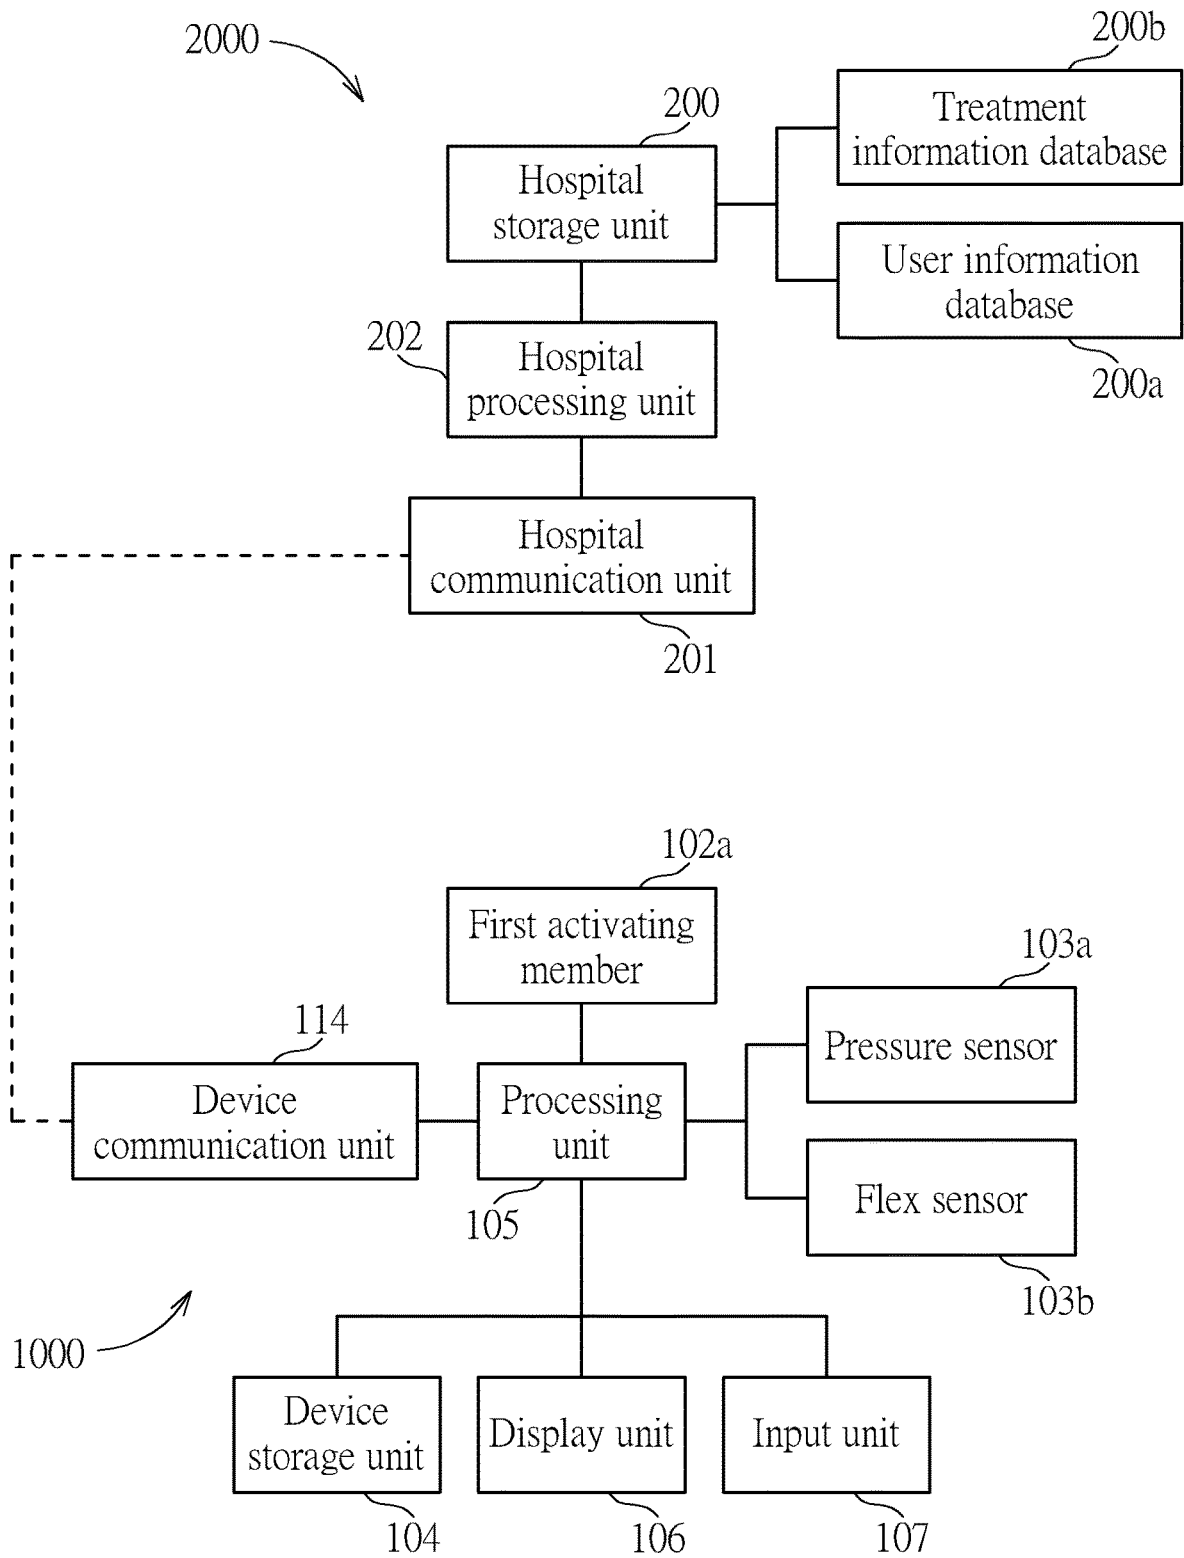 200b
2000
Treatment
information database
200
Hospital
storage unit
User information
database
202
Hospital
processing unit
200a
Hospital
communication unit
201
102a
First activating
member
103a
Pressure sensor
114
Device
communication unit
Processing
unit
105
Flex sensor
103b
1000
Device
storage unit
Display unit
Input unit
104
106
107